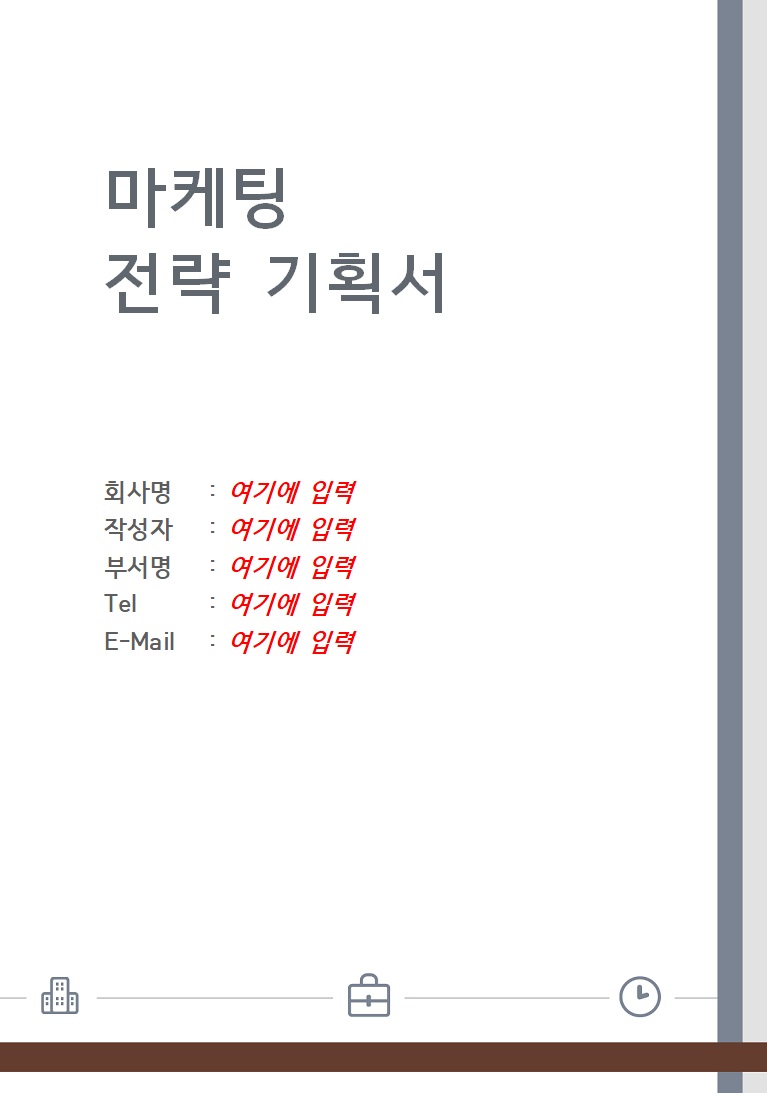 마케팅
전략 기획서
회사명 : 여기에 입력
작성자 : 여기에 입력
부서명 : 여기에 입력
Tel : 여기에 입력
E-Mail : 여기에 입력